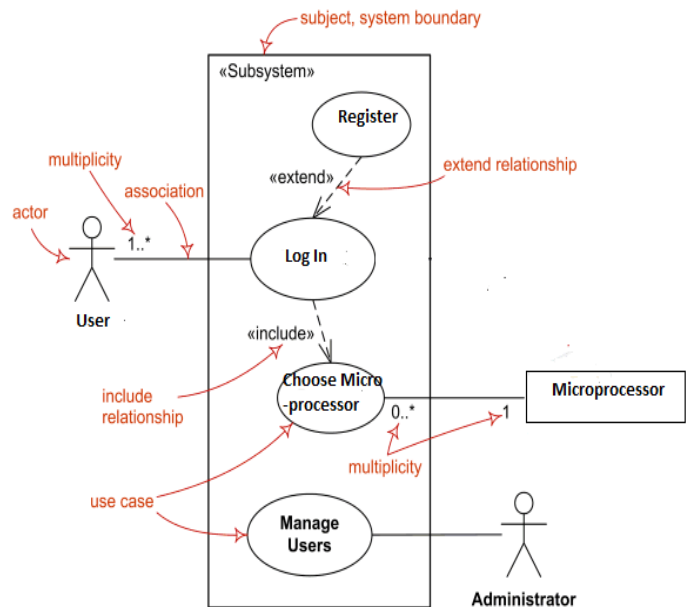 subject, system boundary
«Subsystem»
Register
multiplicity
«extend»
extend relationship
association
actor
1..*
Log In
User
«include»
Choose Micro
-processor
Microprocessor
include
relationship
0..*
1
multiplicity
use case
Manage
Users
Administrator